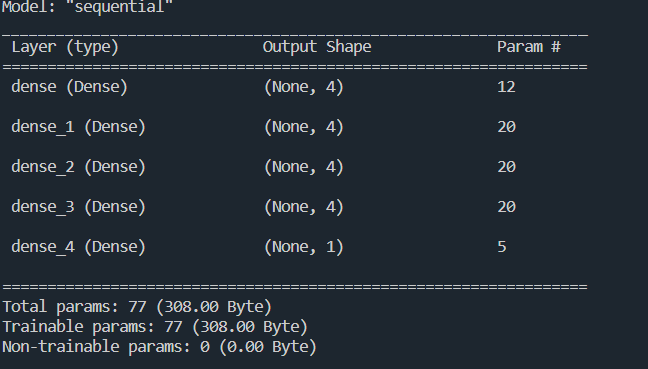 Model: "sequential"
_________________________________________________________________
Layer (type) Output Shape Param #
=================================================================
dense (Dense) (None, 4) 12
dense_1 (Dense) (None, 4) 20
dense_2 (Dense) (None, 4) 20
dense_3 (Dense) (None, 4) 20
dense_4 (Dense) (None, 1) 5
=================================================================
Total params: 77 (308.00 Byte)
Trainable params: 77 (308.00 Byte)
Non-trainable params: 0 (0.00 Byte)